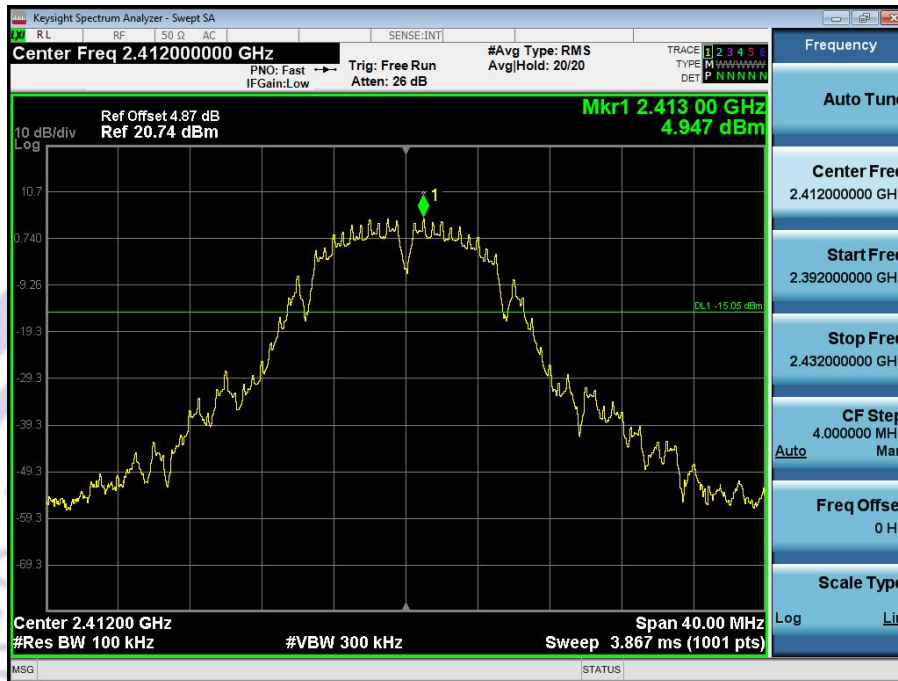 Keysight Spectrum Analyzer - Swept SA
LXI RL RF 50 Ω AC SENSE:INT
Center Freq 2.412000000 GHz
PNO: Fast
IFGain:Low
Trig: Free Run
Atten: 26 dB
#Avg Type: RMS
Avg|Hold: 20/20
TRACE 1 2 3 4 5 6
TYPE M W W W W W
DET P N N N N N
Frequency
Mkr1 2.413 00 GHz
4.947 dBm
Ref Offset 4.87 dB
10 dB/div Ref 20.74 dBm
Log
1
10.7
0.740
-9.26
DL1 -15.05 dBm
-19.3
-29.3
-39.3
-49.3
-59.3
-69.3
Center 2.41200 GHz Span 40.00 MHz
#Res BW 100 kHz #VBW 300 kHz Sweep 3.867 ms (1001 pts)
Auto Tune
Center Freq
2.412000000 GH
Start Freq
2.392000000 GH
Stop Freq
2.432000000 GH
CF Step
4.000000 MH
Auto Man
Freq Offse
0 H
Scale Type
Log Lin
MSG STATUS